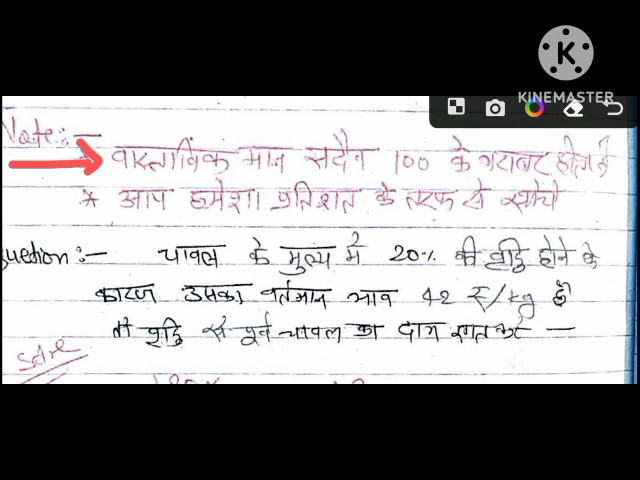 K
KINEMASTER
Note:-
वास्तविक मान सदैव 100 के बराबर होता है
* आप हमेशा प्रतिशत के तरफ से सोचो
Question:- चावल के मुल्य में 20% की वृद्धि होने के
कारण उसका वर्तमान भाव 42 ₹/kg है
तो वृद्धि से पूर्व चावल का दाम ज्ञात करें -
Solve